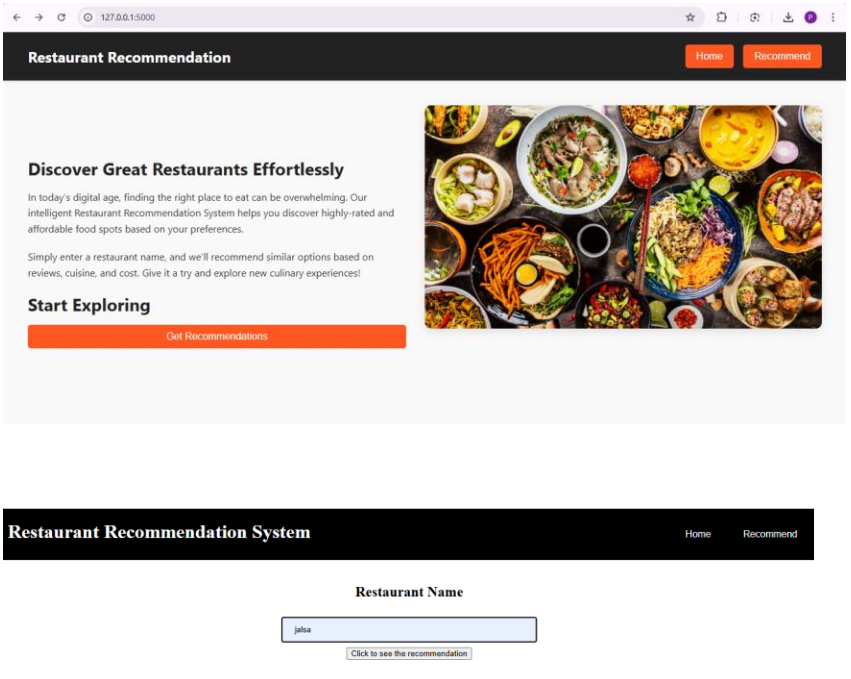 127.0.0.1:5000
P
Restaurant Recommendation
Home
Recommend
Discover Great Restaurants Effortlessly
In today's digital age, finding the right place to eat can be overwhelming. Our
intelligent Restaurant Recommendation System helps you discover highly-rated and
affordable food spots based on your preferences.
Simply enter a restaurant name, and we'll recommend similar options based on
reviews, cuisine, and cost. Give it a try and explore new culinary experiences!
Start Exploring
Get Recommendations
Restaurant Recommendation System
Home
Recommend
Restaurant Name
jalsa
Click to see the recommendation